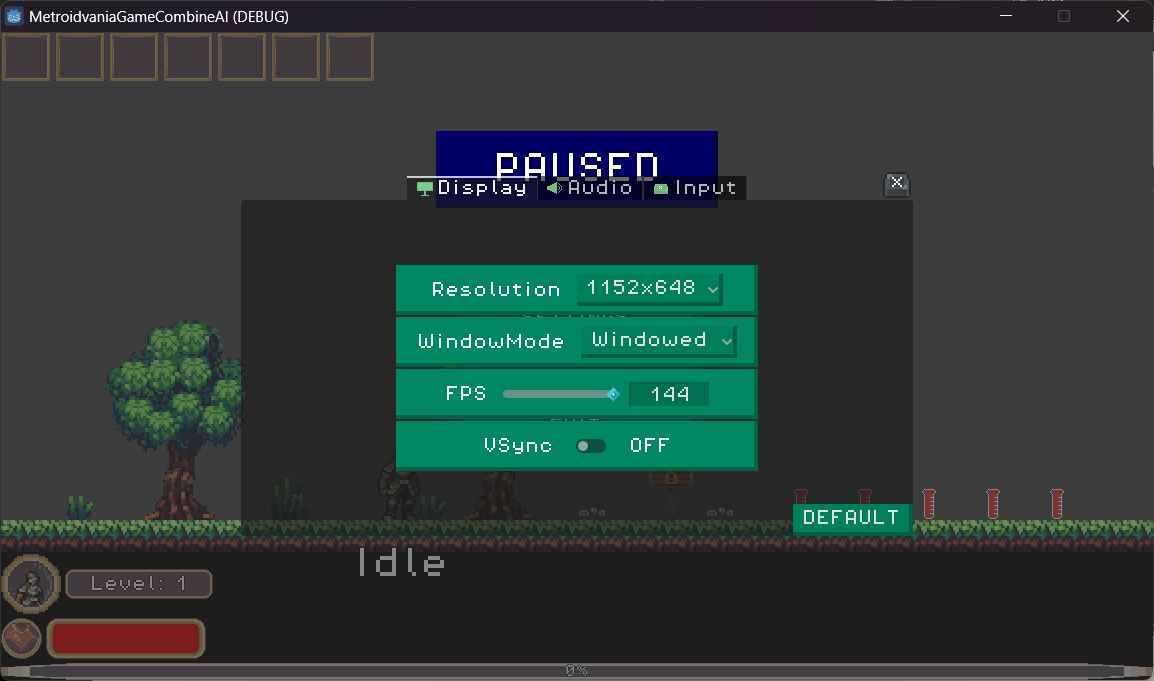 MetroidvaniaGameCombineAI (DEBUG)
PAUSED
Display Audio Input
Resolution 1152x648
WindowMode Windowed
FPS 144
VSync OFF
DEFAULT
Idle
Level: 1
0%